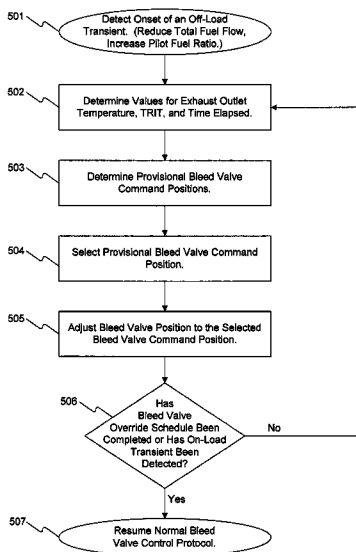 501
Detect Onset of an Off-Load
Transient. (Reduce Total Fuel Flow,
Increase Pilot Fuel Ratio.)
502
Determine Values for Exhaust Outlet
Temperature, TRIT, and Time Elapsed.
503
Determine Provisional Bleed Valve
Command Positions.
504
Select Provisional Bleed Valve Command
Position.
505
Adjust Bleed Valve Position to the Selected
Bleed Valve Command Position.
506
Has
Bleed Valve
Override Schedule Been
Completed or Has On-Load
Transient Been
Detected?
No
Yes
507
Resume Normal Bleed
Valve Control Protocol.